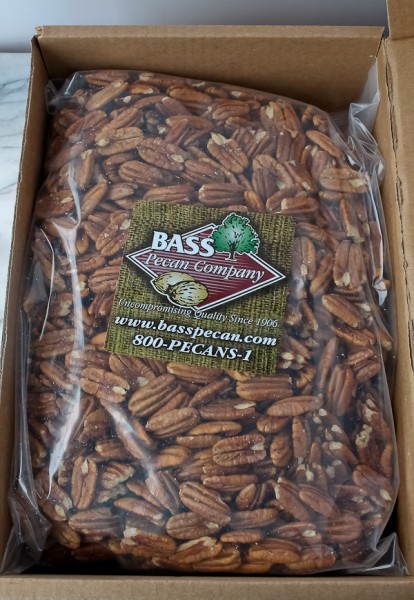 BASS
Pecan Company
Uncompromising Quality Since 1906
www.basspecan.com
800-PECANS-1